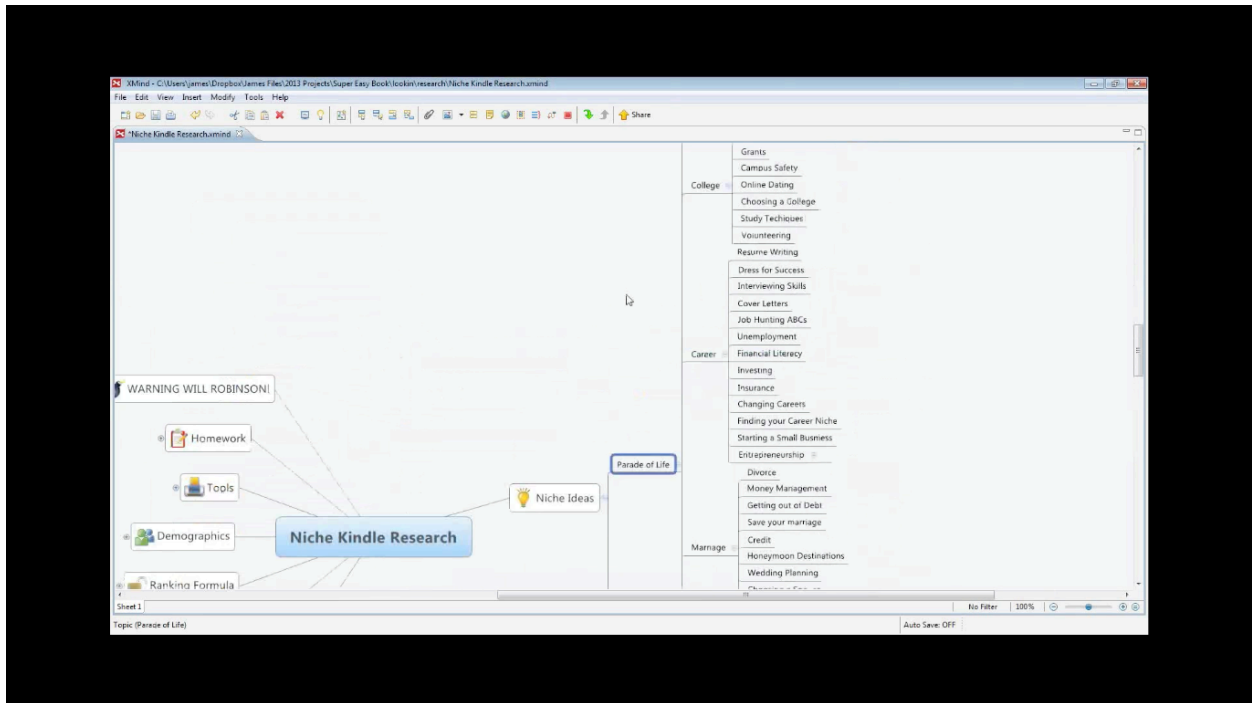 XMind - C:\Users\james\Dropbox\James Files\2013 Projects\Super Easy Book\lookin\research\Niche Kindle Research.xmind
File Edit View Insert Modify Tools Help
Share
*Niche Kindle Research.xmind
Grants
Campus Safety
College
Online Dating
Choosing a College
Study Techiques
Volunteering
Resume Writing
Dress for Success
Interviewing Skills
Cover Letters
Job Hunting ABCs
Unemployment
Career
Financial Literacy
Investing
Insurance
Changing Careers
Finding your Career Niche
Starting a Small Business
Entrapreneurship
WARNING WILL ROBINSON!
Homework
Tools
Demographics
Ranking Formula
Niche Kindle Research
Niche Ideas
Parade of Life
Divorce
Money Management
Getting out of Debt
Save your marriage
Marriage
Credit
Honeymoon Destinations
Wedding Planning
Sheet 1
No Filter 100%
Topic (Parade of Life)
Auto Save: OFF